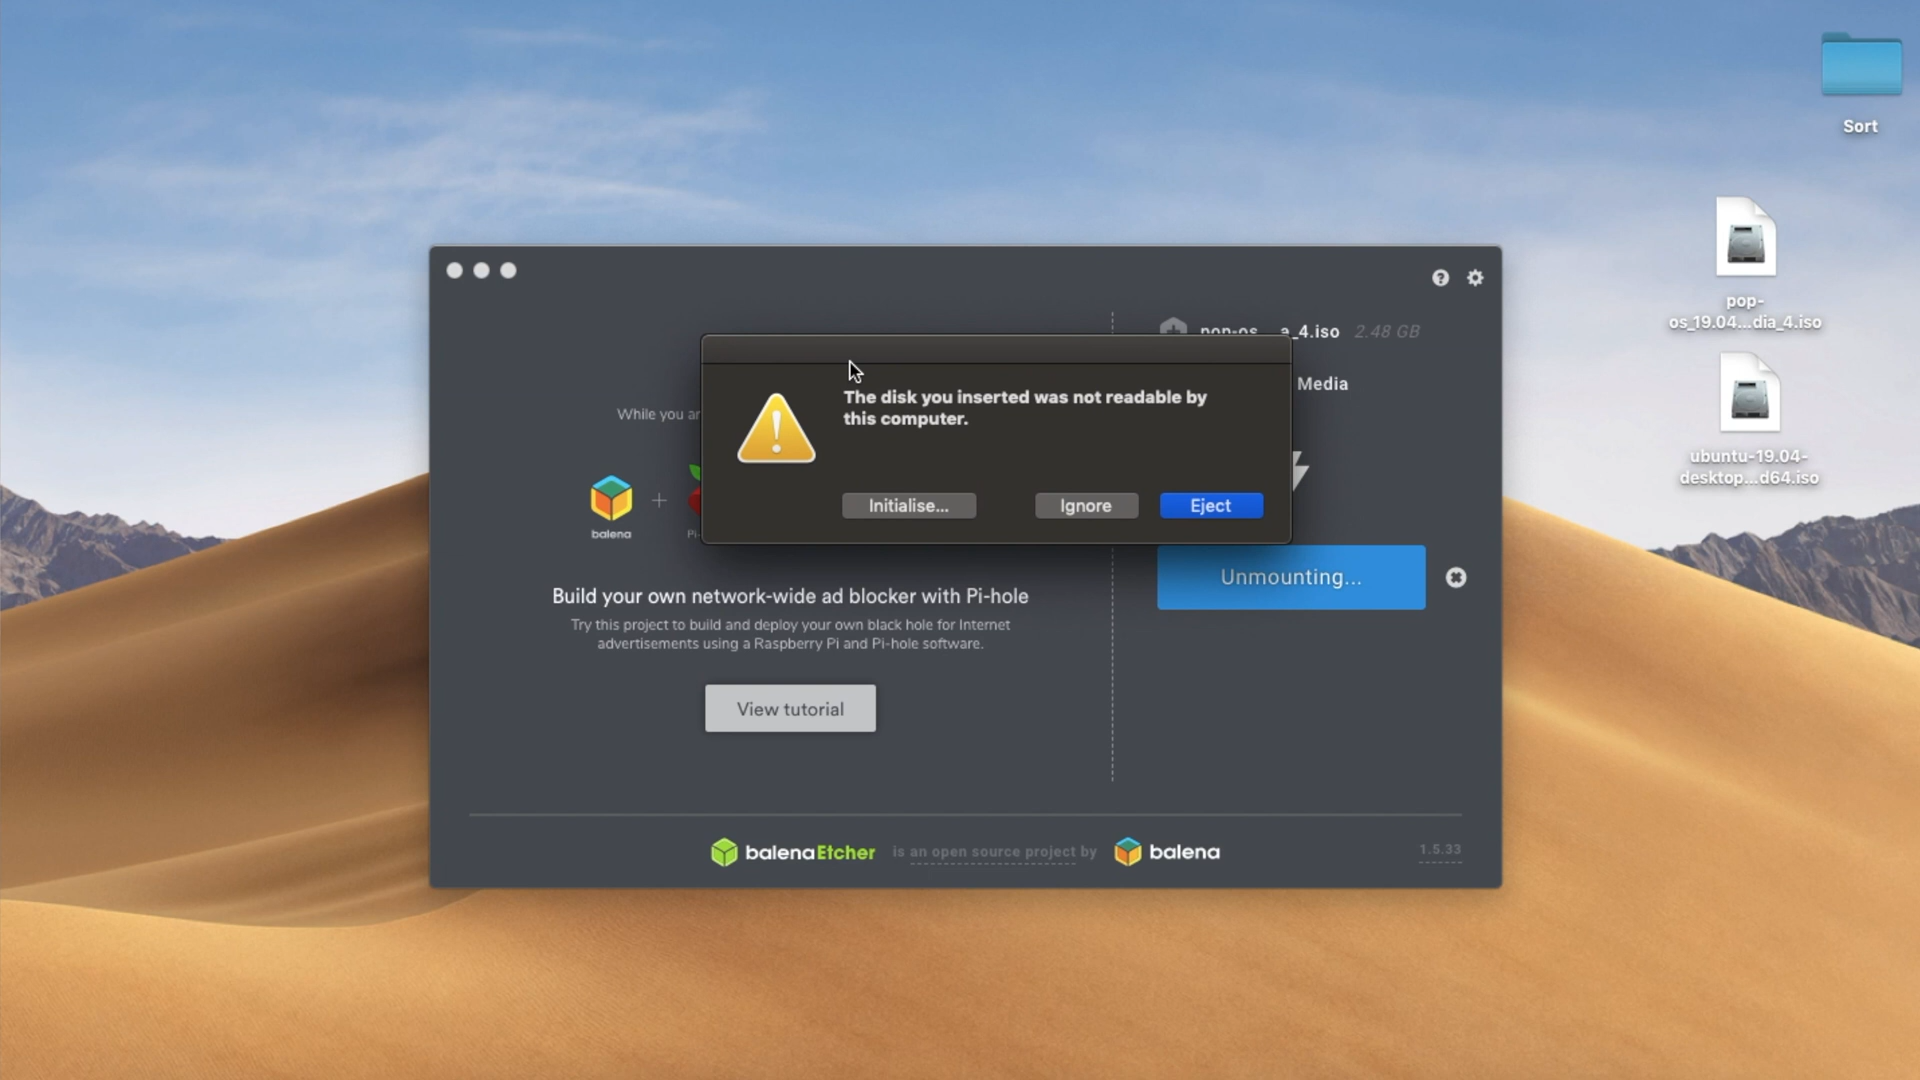 Sort
pop-
os_19.04...dia_4.iso
ubuntu-19.04-
desktop...d64.iso
a_4.iso 2.48 GB
Media
While you
The disk you inserted was not readable by
this computer.
Initialise...
Ignore
Eject
balena
+
Unmounting...
Build your own network-wide ad blocker with Pi-hole
Try this project to build and deploy your own black hole for Internet
advertisements using a Raspberry Pi and Pi-hole software.
View tutorial
balenaEtcher is an open source project by balena
1.5.33